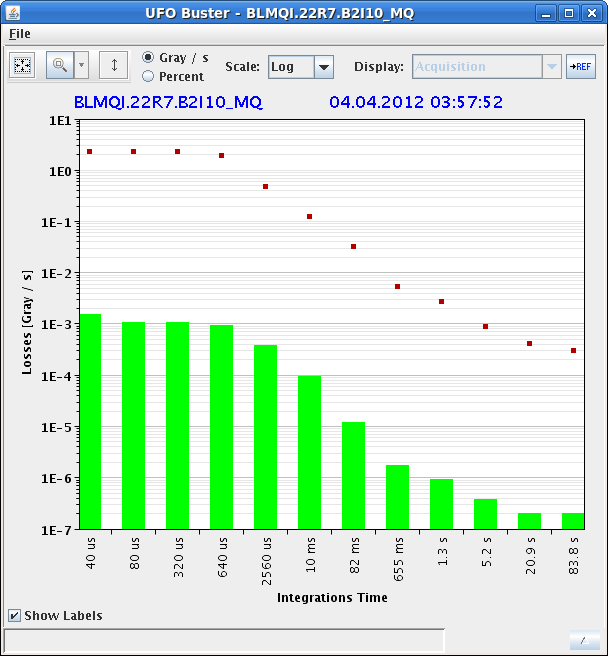 UFO Buster - BLMQI.22R7.B2I10_MQ
File
Gray / s
Percent
Scale:
Log
Display:
Acquisition
REF
BLMQI.22R7.B2I10_MQ 04.04.2012 03:57:52
1E1
1E0
1E-1
1E-2
1E-3
1E-4
1E-5
1E-6
1E-7
Losses [Gray / s]
40 us
80 us
320 us
640 us
2560 us
10 ms
82 ms
655 ms
1.3 s
5.2 s
20.9 s
83.8 s
Integrations Time
Show Labels